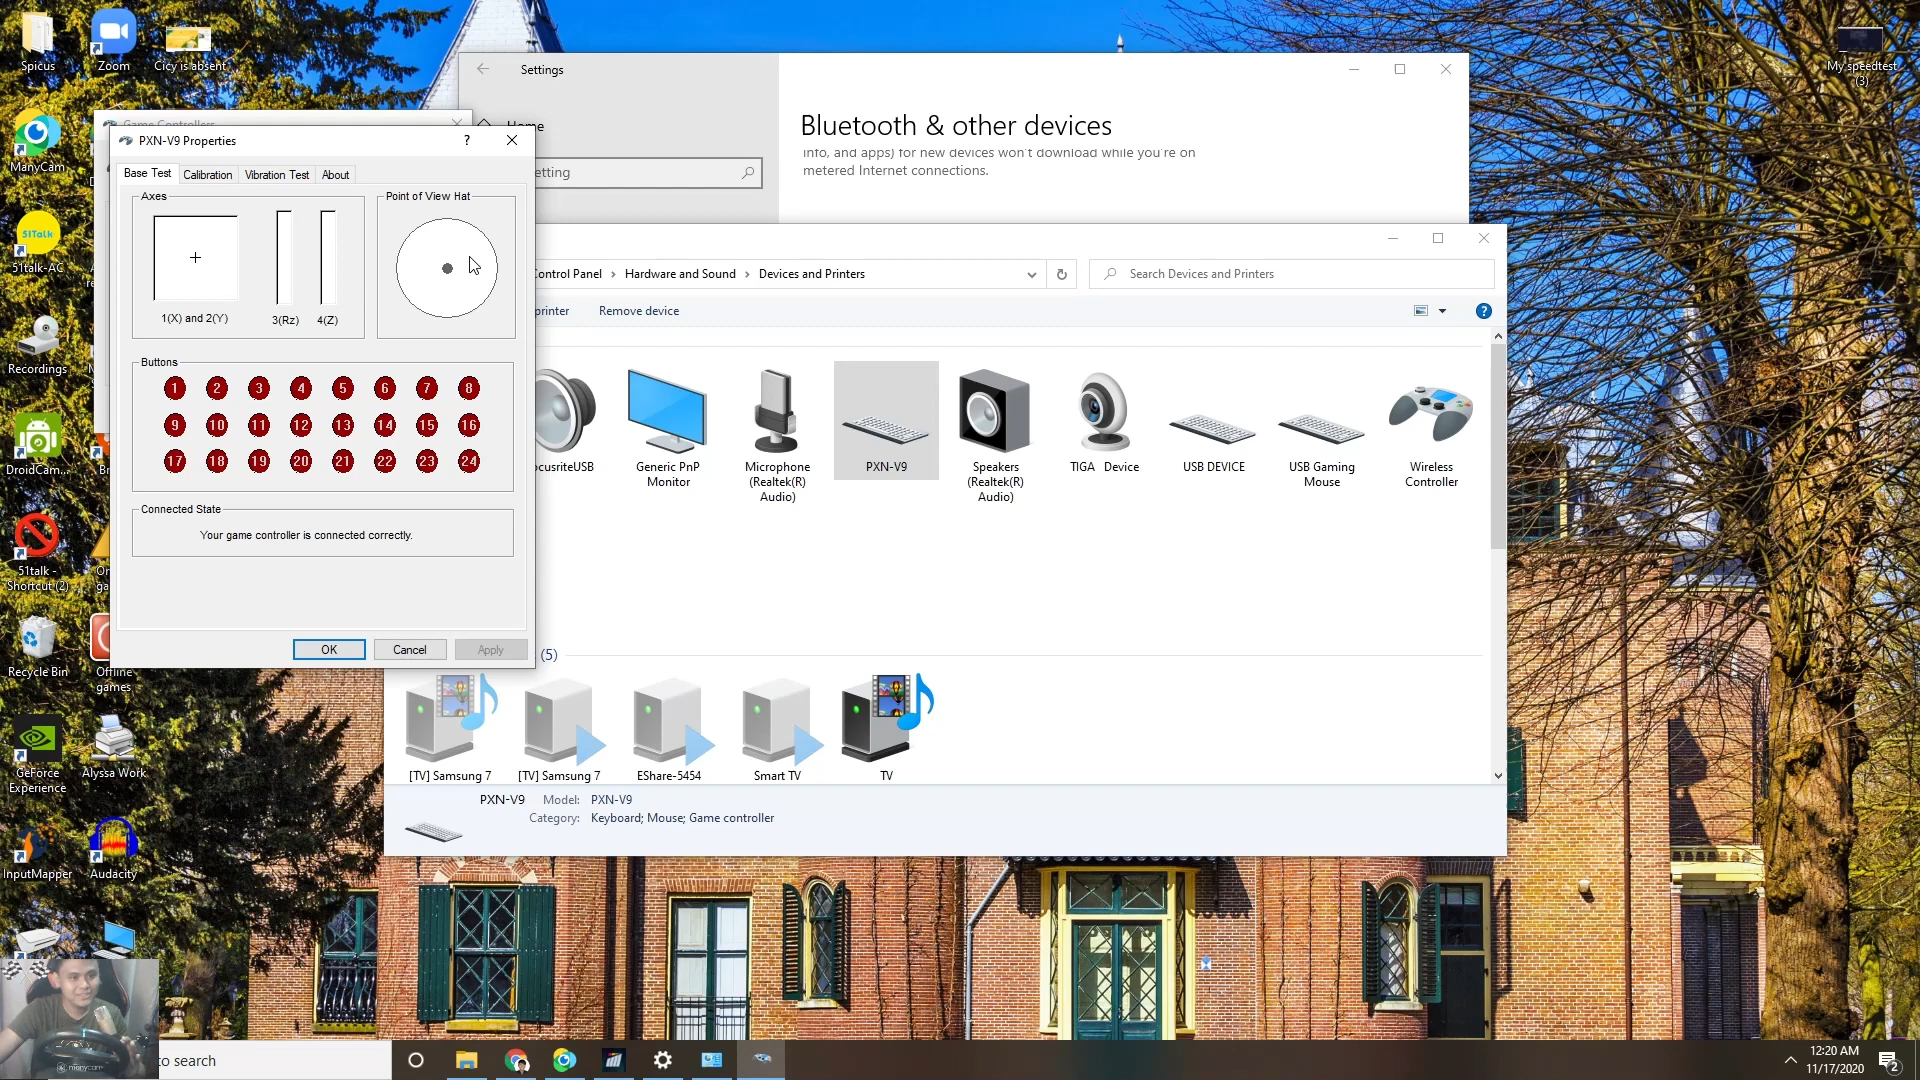 Spicus
Zoom
Cicy is absent
My speedtest
(3)
ManyCam
51Talk
51talk-AC
Recordings
DroidCam...
51talk -
Shortcut (2)
Recycle Bin
Offline
games
GeForce
Experience
Alyssa Work
InputMapper
Audacity
Settings
Home
etting
Bluetooth & other devices
info, and apps) for new devices won't download while you're on
metered Internet connections.
Game Controllers
PXN-V9 Properties
?
Base Test
Calibration
Vibration Test
About
Axes
1(X) and 2(Y)
3(Rz)
4(Z)
Point of View Hat
Buttons
1 2 3 4 5 6 7 8
9 10 11 12 13 14 15 16
17 18 19 20 21 22 23 24
Connected State
Your game controller is connected correctly.
OK
Cancel
Apply
Control Panel > Hardware and Sound > Devices and Printers
Search Devices and Printers
printer
Remove device
ocusriteUSB
Generic PnP
Monitor
Microphone
(Realtek(R)
Audio)
PXN-V9
Speakers
(Realtek(R)
Audio)
TIGA Device
USB DEVICE
USB Gaming
Mouse
Wireless
Controller
(5)
[TV] Samsung 7
[TV] Samsung 7
EShare-5454
Smart TV
TV
PXN-V9
Model: PXN-V9
Category: Keyboard; Mouse; Game controller
manycam
to search
12:20 AM
11/17/2020
2